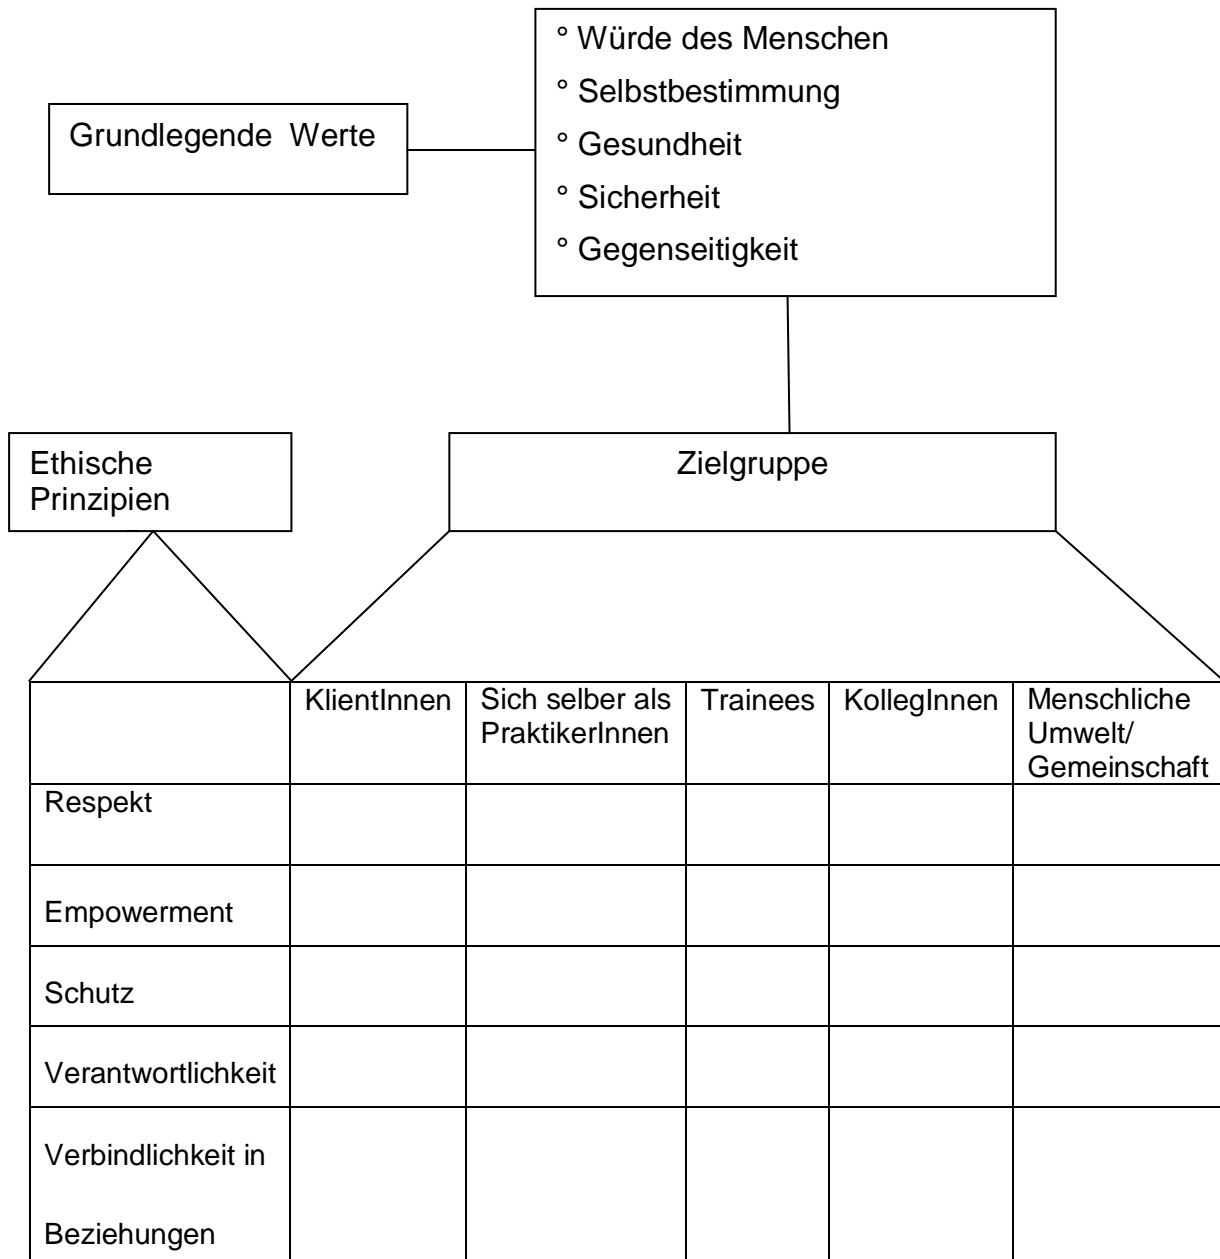 ° Würde des Menschen
° Selbstbestimmung
° Gesundheit
° Sicherheit
° Gegenseitigkeit
Grundlegende Werte
Ethische
Prinzipien
Zielgruppe
KlientInnen
Sich selber als
PraktikerInnen
Trainees
KollegInnen
Menschliche
Umwelt/
Gemeinschaft
Respekt
Empowerment
Schutz
Verantwortlichkeit
Verbindlichkeit in
Beziehungen